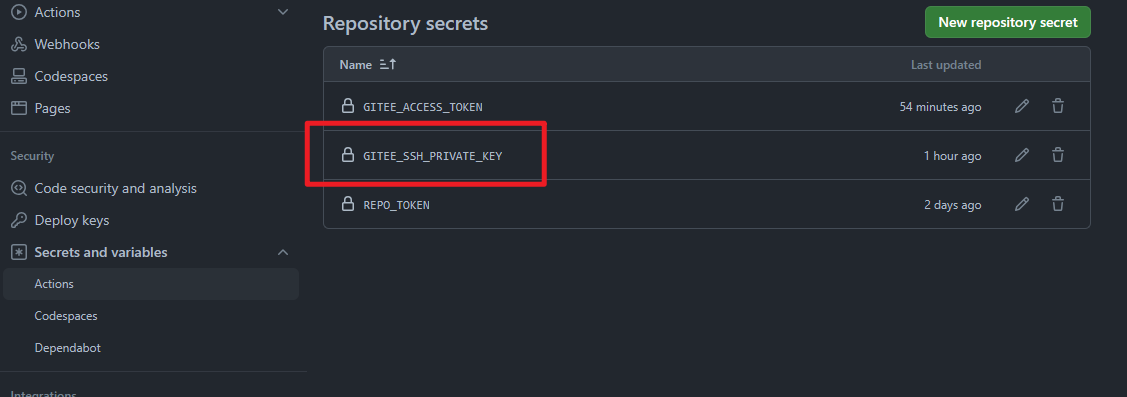 Actions
Webhooks
Codespaces
Pages
Security
Code security and analysis
Deploy keys
Secrets and variables
Actions
Codespaces
Dependabot
Integrations
Repository secrets
New repository secret
Name Last updated
GITEE_ACCESS_TOKEN 54 minutes ago
GITEE_SSH_PRIVATE_KEY 1 hour ago
REPO_TOKEN 2 days ago